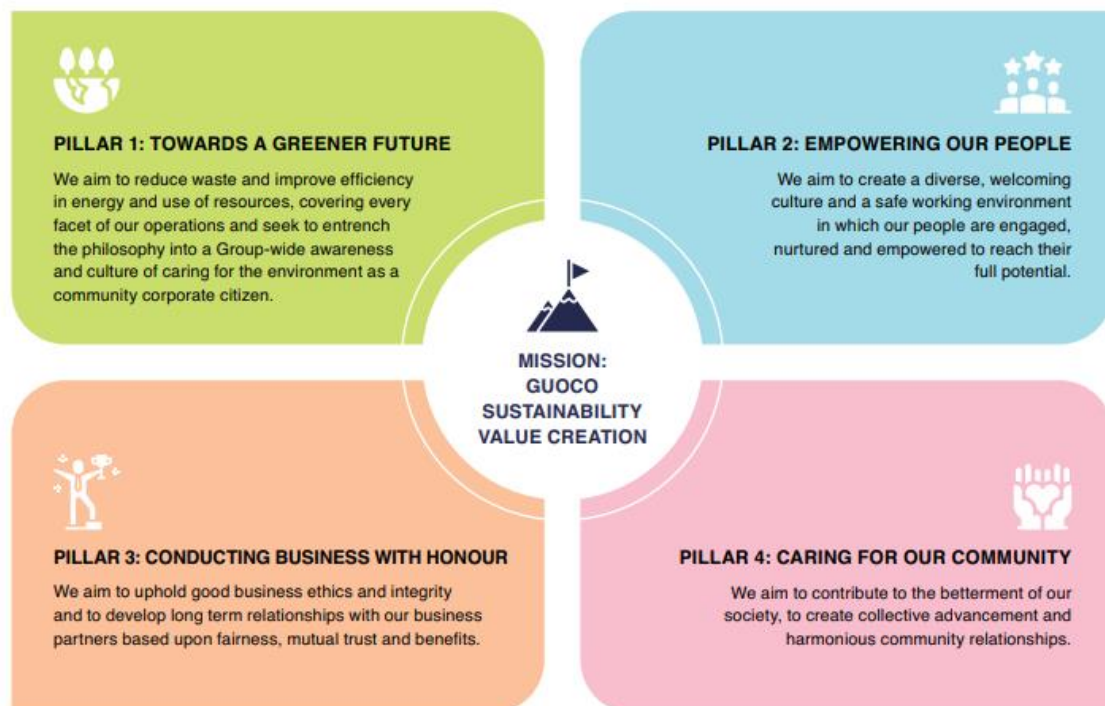 PILLAR 1: TOWARDS A GREENER FUTURE
We aim to reduce waste and improve efficiency
in energy and use of resources, covering every
facet of our operations and seek to entrench
the philosophy into a Group-wide awareness
and culture of caring for the environment as a
community corporate citizen.
PILLAR 2: EMPOWERING OUR PEOPLE
We aim to create a diverse, welcoming
culture and a safe working environment
in which our people are engaged,
nurtured and empowered to reach their
full potential.
MISSION:
GUOCO
SUSTAINABILITY
VALUE CREATION
PILLAR 3: CONDUCTING BUSINESS WITH HONOUR
We aim to uphold good business ethics and integrity
and to develop long term relationships with our business
partners based upon fairness, mutual trust and benefits.
PILLAR 4: CARING FOR OUR COMMUNITY
We aim to contribute to the betterment of our
society, to create collective advancement and
harmonious community relationships.